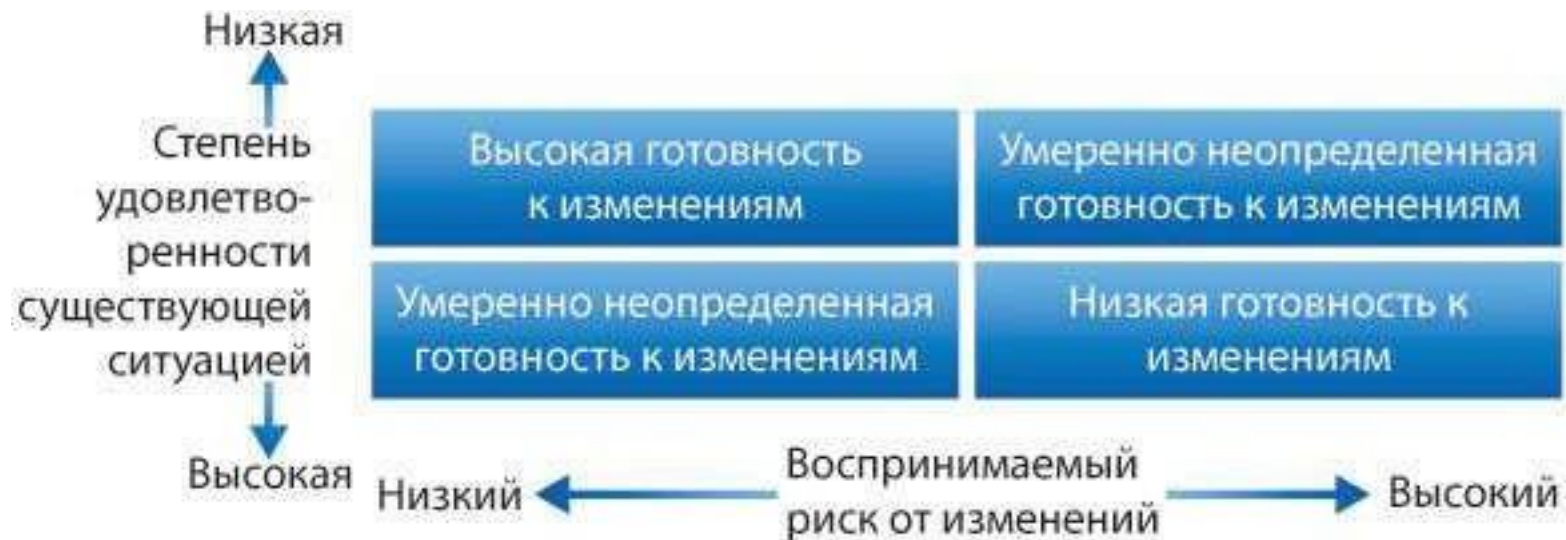 Низкая
Степень
удовлетво-
ренности
существующей
ситуацией
Высокая
Высокая готовность
к изменениям
Умеренно неопределенная
готовность к изменениям
Умеренно неопределенная
готовность к изменениям
Низкая готовность к
изменениям
Низкий
Воспринимаемый
риск от изменений
Высокий